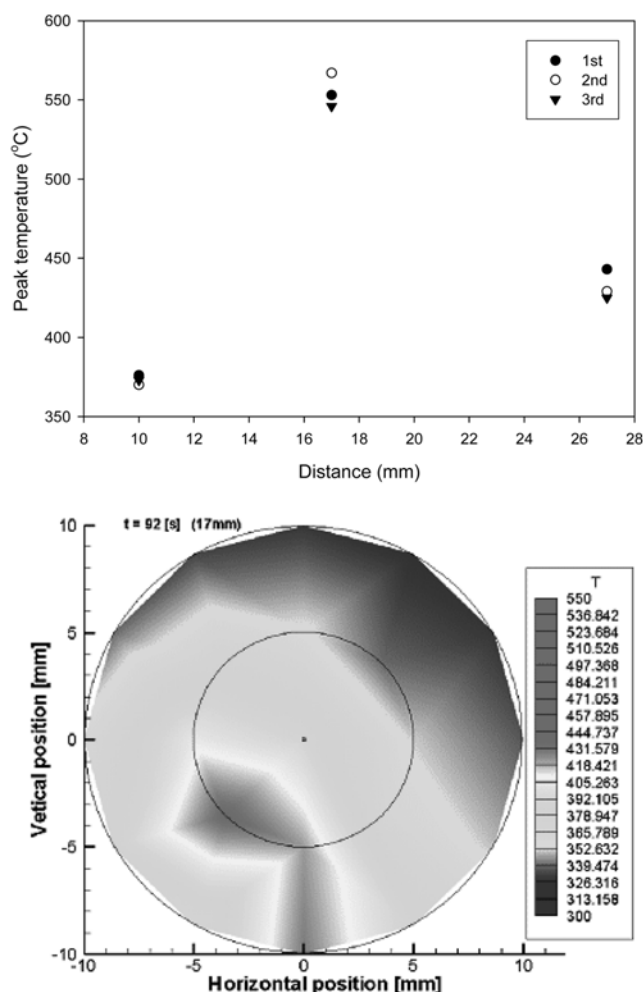 600
550
500
450
400
350
Peak temperature (°C)
1st
2nd
3rd
8 10 12 14 16 18 20 22 24 26 28
Distance (mm)
t = 92 [s] (17mm)
10
5
0
-5
-10
Vetical position [mm]
-10 -5 0 5 10
Horizontal position [mm]
T
550
536.842
523.684
510.526
497.368
484.211
471.053
457.895
444.737
431.579
418.421
405.263
392.105
378.947
365.789
352.632
339.474
326.316
313.158
300